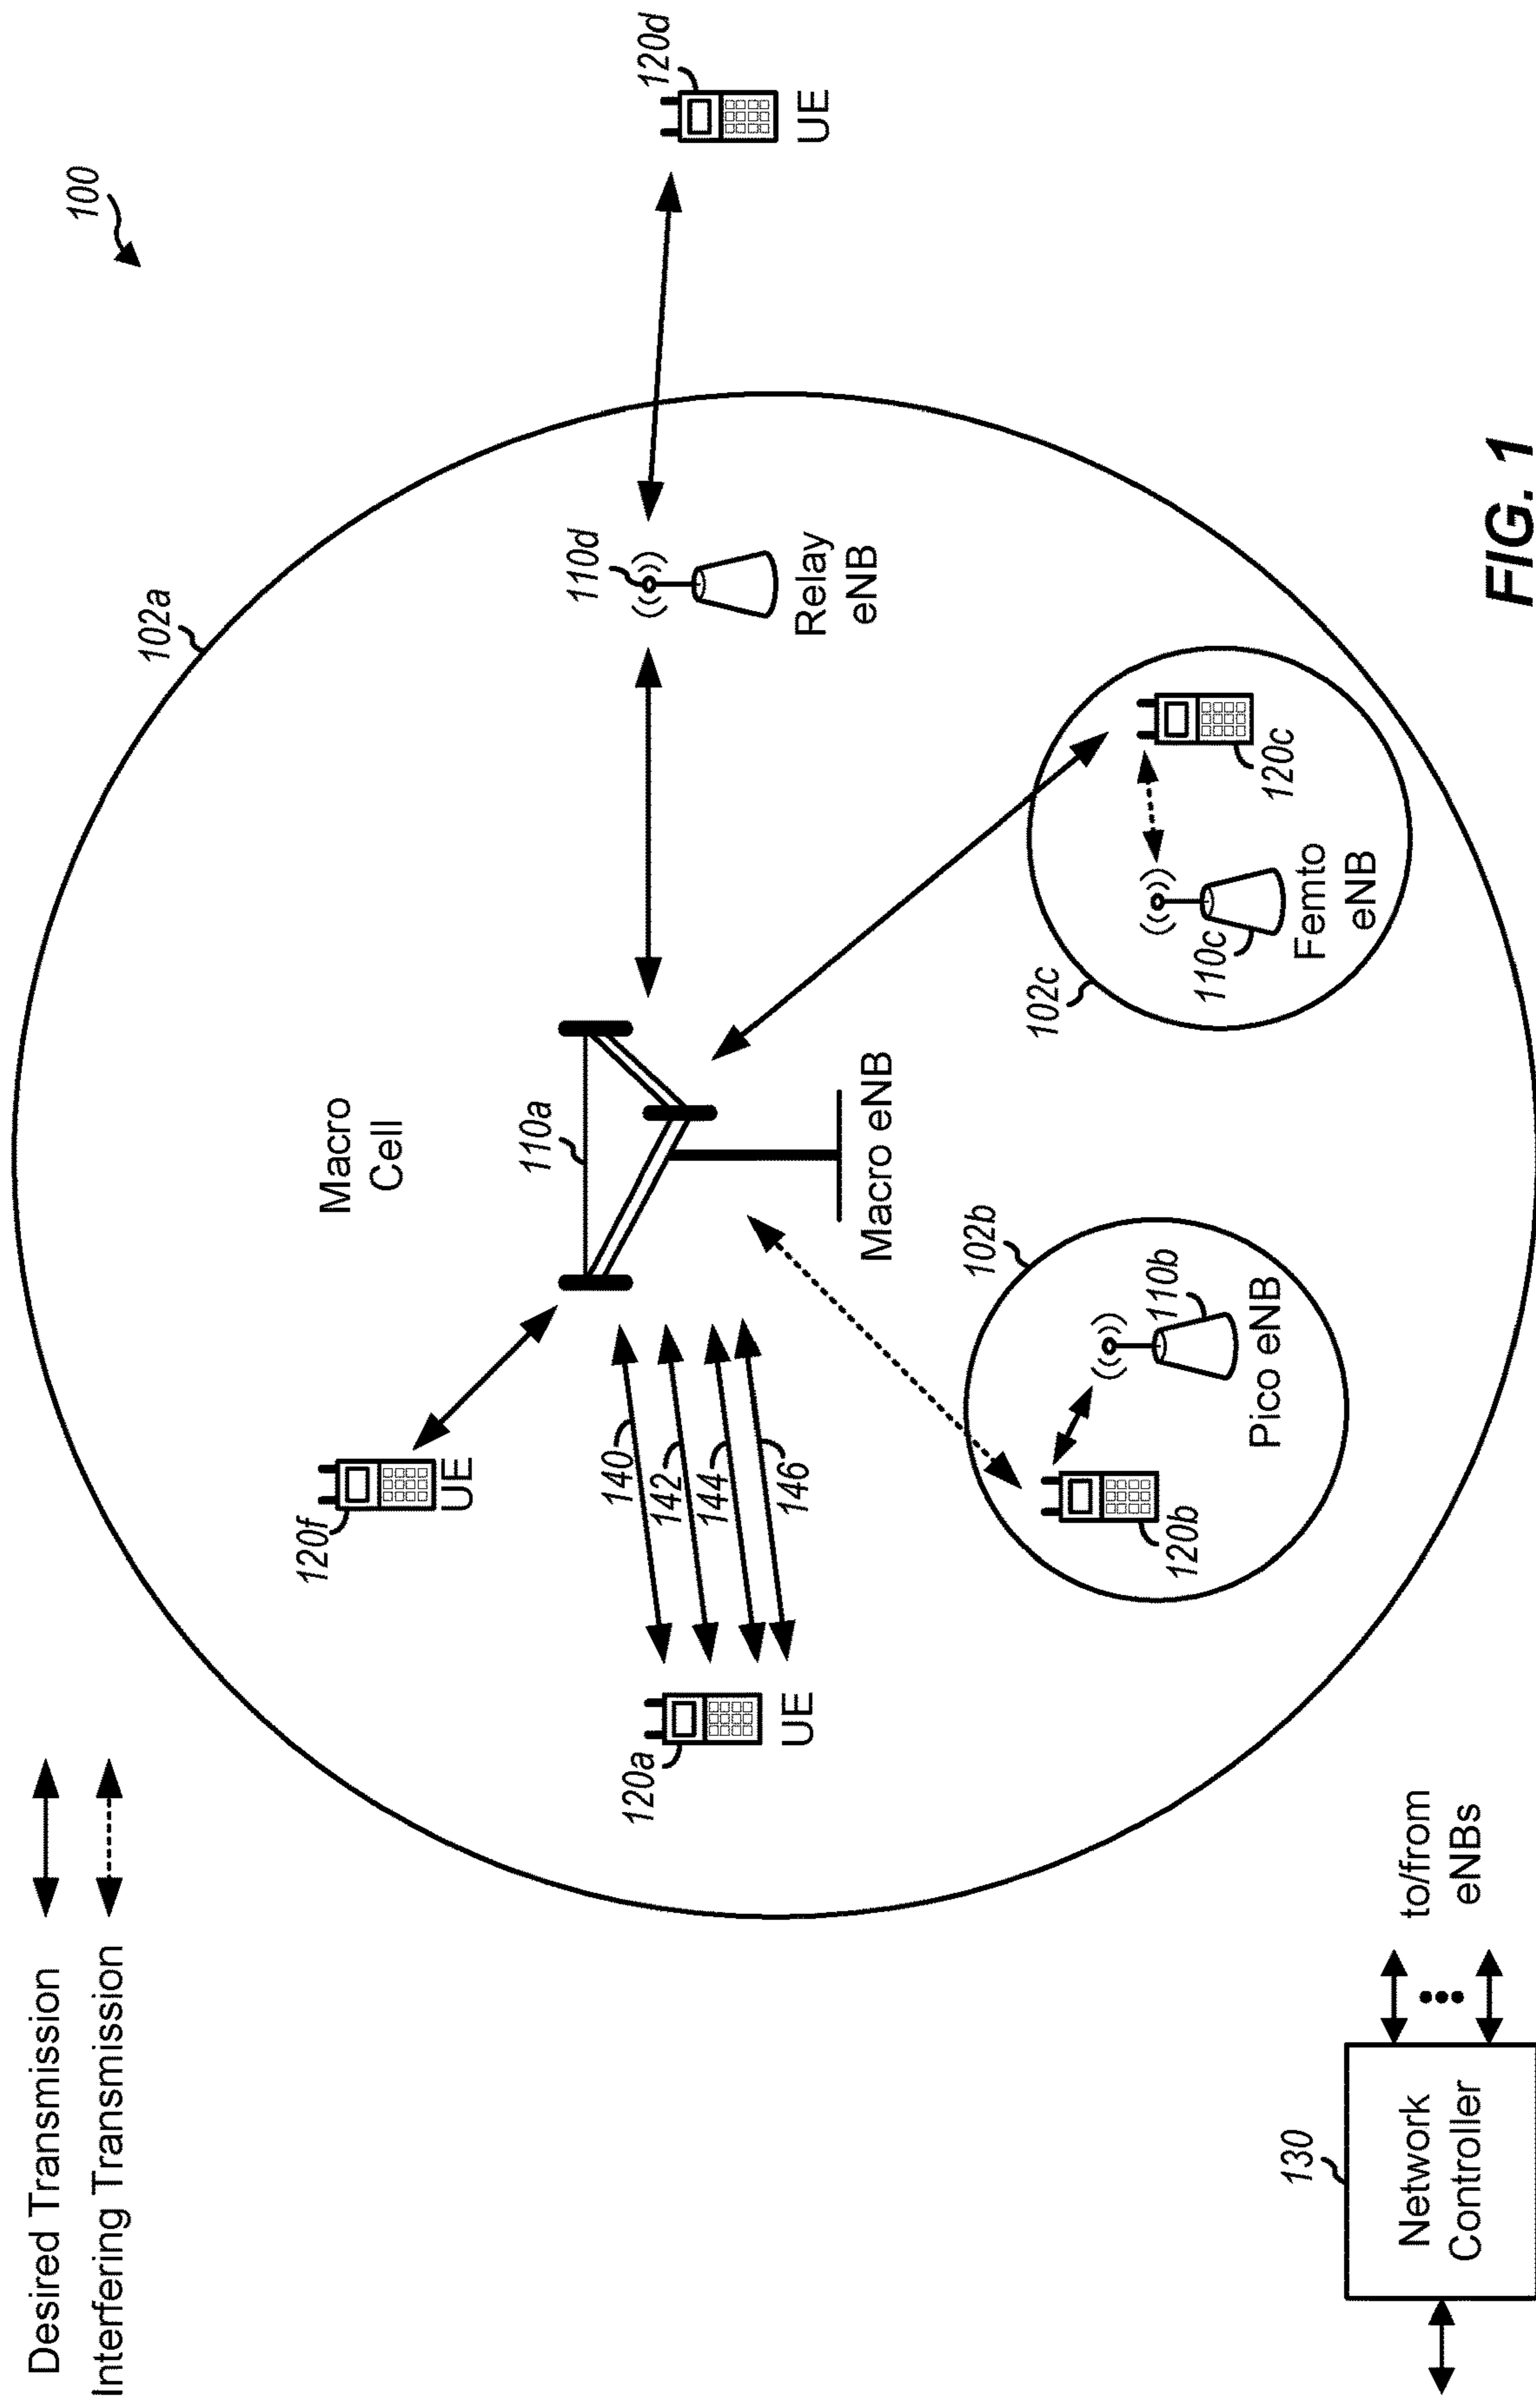 Desired Transmission
Interfering Transmission
100
102a
Macro
Cell
120f
UE
110a
110d
120d
120a
UE
140
142
144
146
Relay
eNB
UE
Macro eNB
102b
110b
Pico eNB
120b
102c
110c
Femto
eNB
120c
130
Network
Controller
to/from
eNBs
FIG. 1